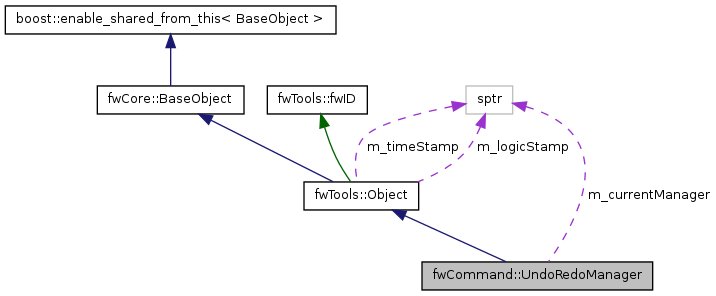 boost::enable_shared_from_this< BaseObject >
fwCore::BaseObject
fwTools::fwID
sptr
m_timeStamp
m_logicStamp
fwTools::Object
m_currentManager
fwCommand::UndoRedoManager